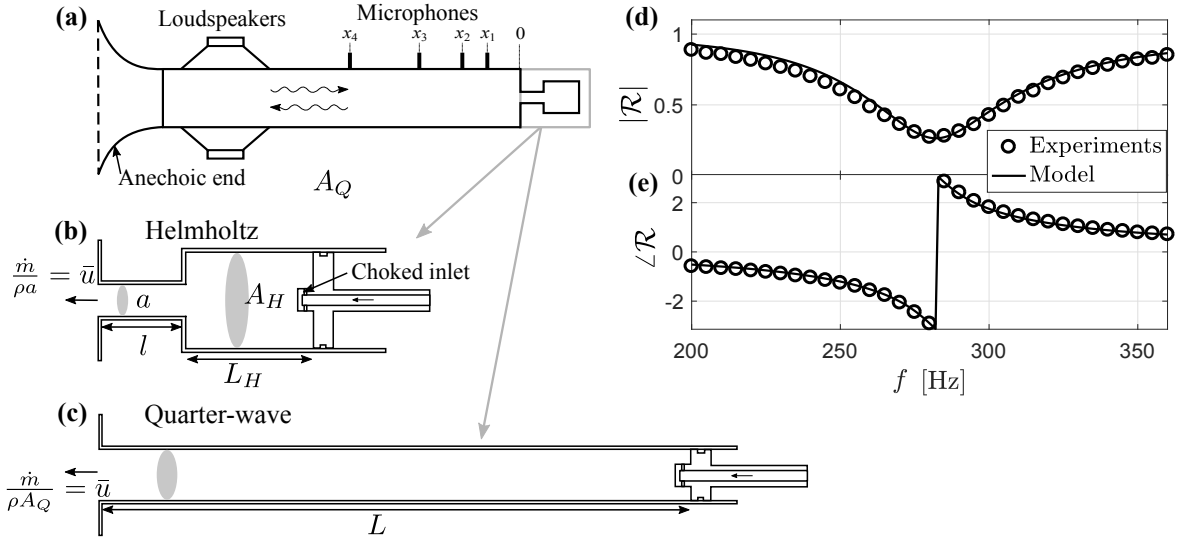 (a)
Loudspeakers
Microphones
x₄ x₃ x₂ x₁ 0
Anechoic end
A_Q
(b) Helmholtz
ṁ/ρa = ū
a
A_H
Choked inlet
l
L_H
(c) Quarter-wave
ṁ/ρA_Q = ū
L
(d)
|R|
1
0.5
0
Experiments
Model
(e)
∠R
2
0
-2
200 250 300 350
f [Hz]